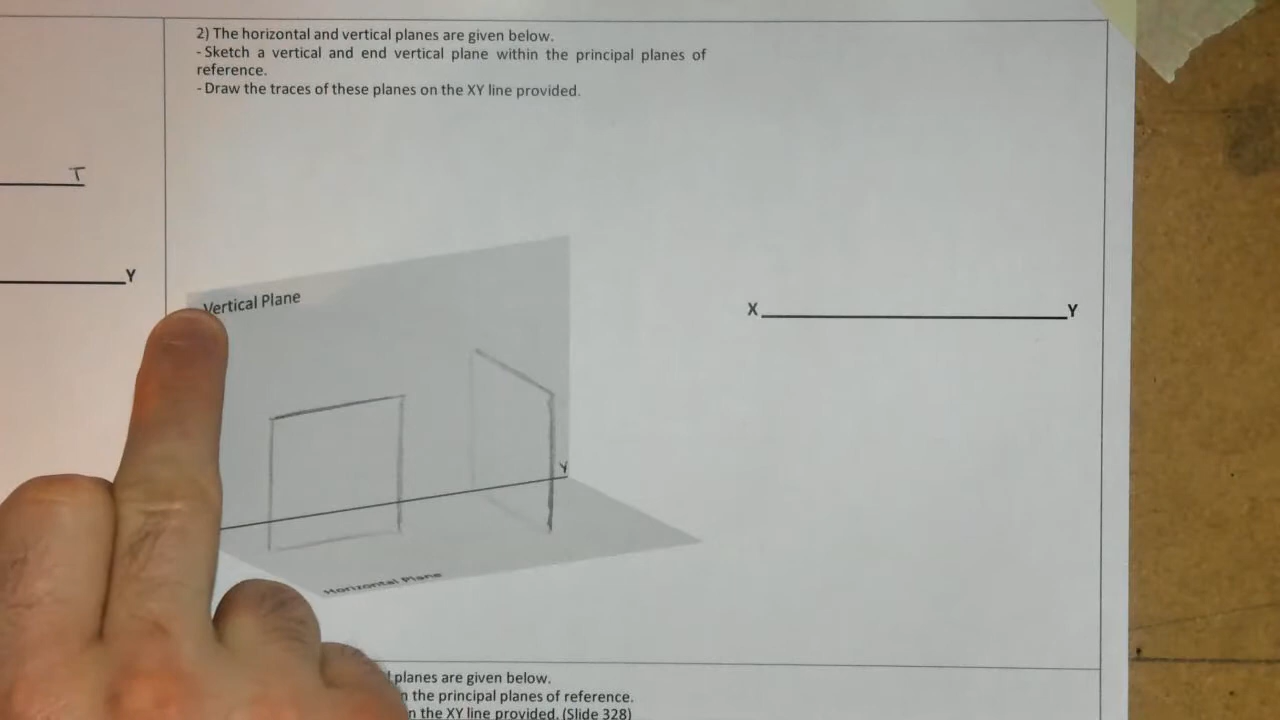 2) The horizontal and vertical planes are given below.
- Sketch a vertical and end vertical plane within the principal planes of
reference.
- Draw the traces of these planes on the XY line provided.
T
Y
Vertical Plane
X Y
Y
Horizontal Plane
planes are given below.
the principal planes of reference.
the XY line provided. (Slide 328)